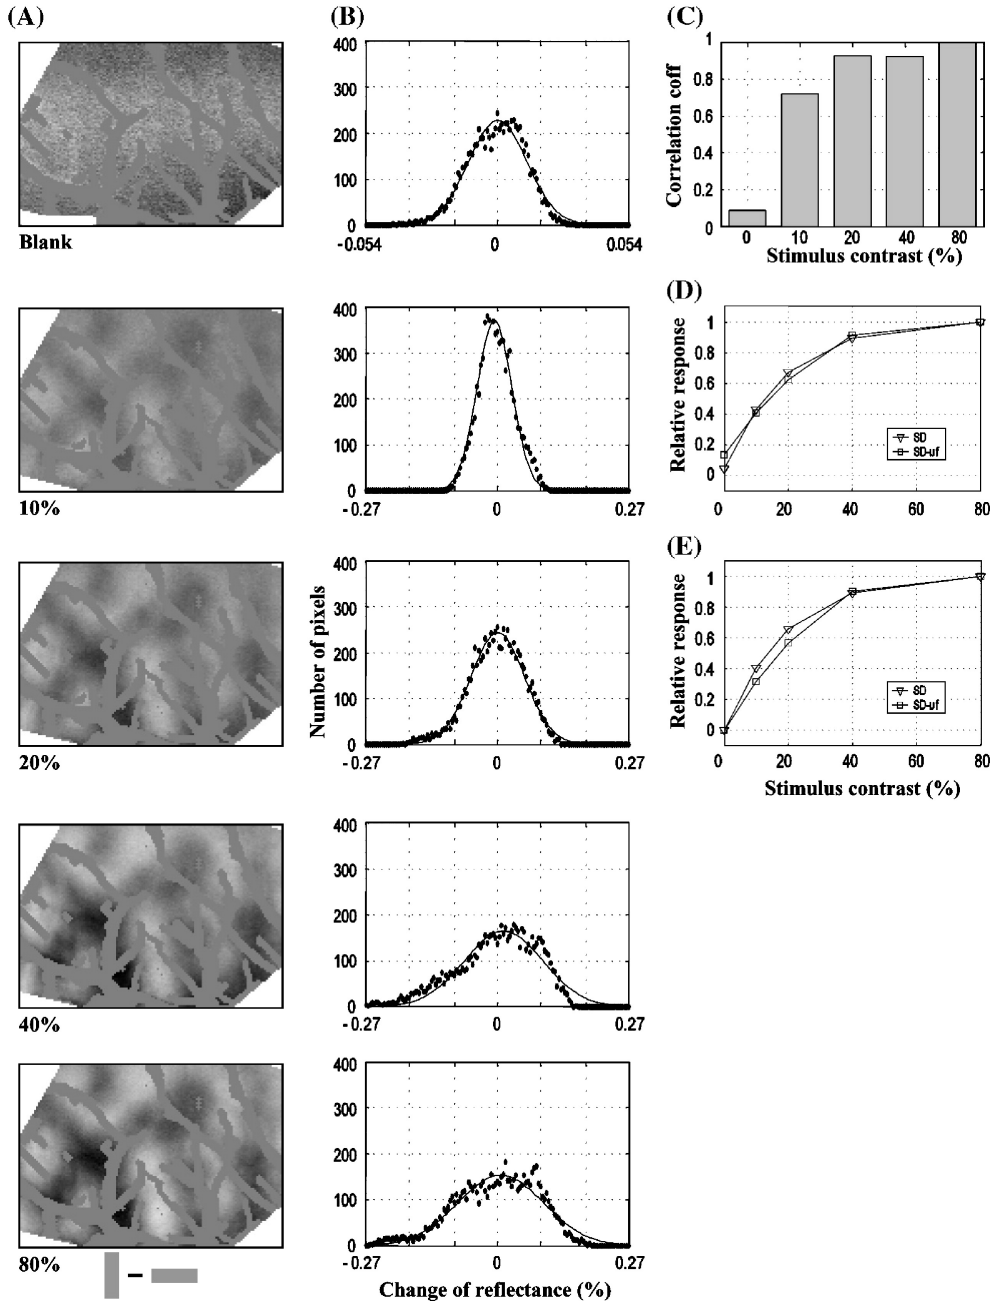 (A)
Blank
10%
20%
40%
80%
(B)
400
300
200
100
0
-0.054 0 0.054
400
300
200
100
0
-0.27 0 0.27
400
300
200
100
0
-0.27 0 0.27
400
300
200
100
0
-0.27 0 0.27
400
300
200
100
0
-0.27 0 0.27
Number of pixels
Change of reflectance (%)
(C)
Correlation coff
1
0.8
0.6
0.4
0.2
0
0 10 20 40 80
Stimulus contrast (%)
(D)
Relative response
1
0.8
0.6
0.4
0.2
0
SD
SD-uf
0 20 40 60 80
(E)
Relative response
1
0.8
0.6
0.4
0.2
0
SD
SD-uf
0 20 40 60 80
Stimulus contrast (%)